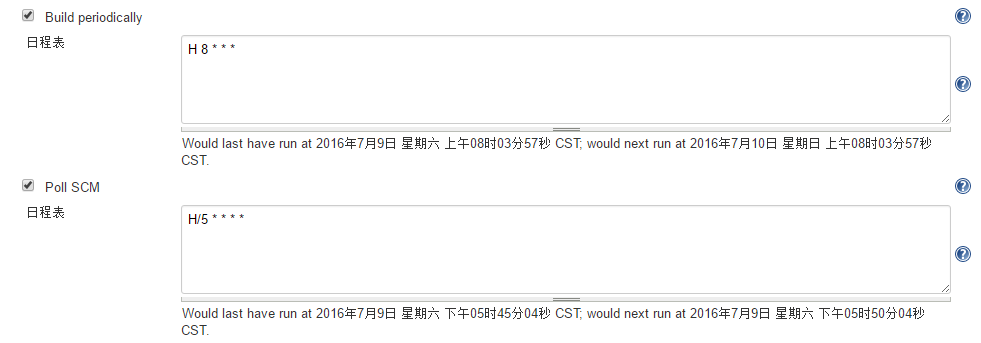 Build periodically
日程表
H 8 * * *
Would last have run at 2016年7月9日 星期六 上午08时03分57秒 CST; would next run at 2016年7月10日 星期日 上午08时03分57秒
CST.
Poll SCM
日程表
H/5 * * * *
Would last have run at 2016年7月9日 星期六 下午05时45分04秒 CST; would next run at 2016年7月9日 星期六 下午05时50分04秒
CST.